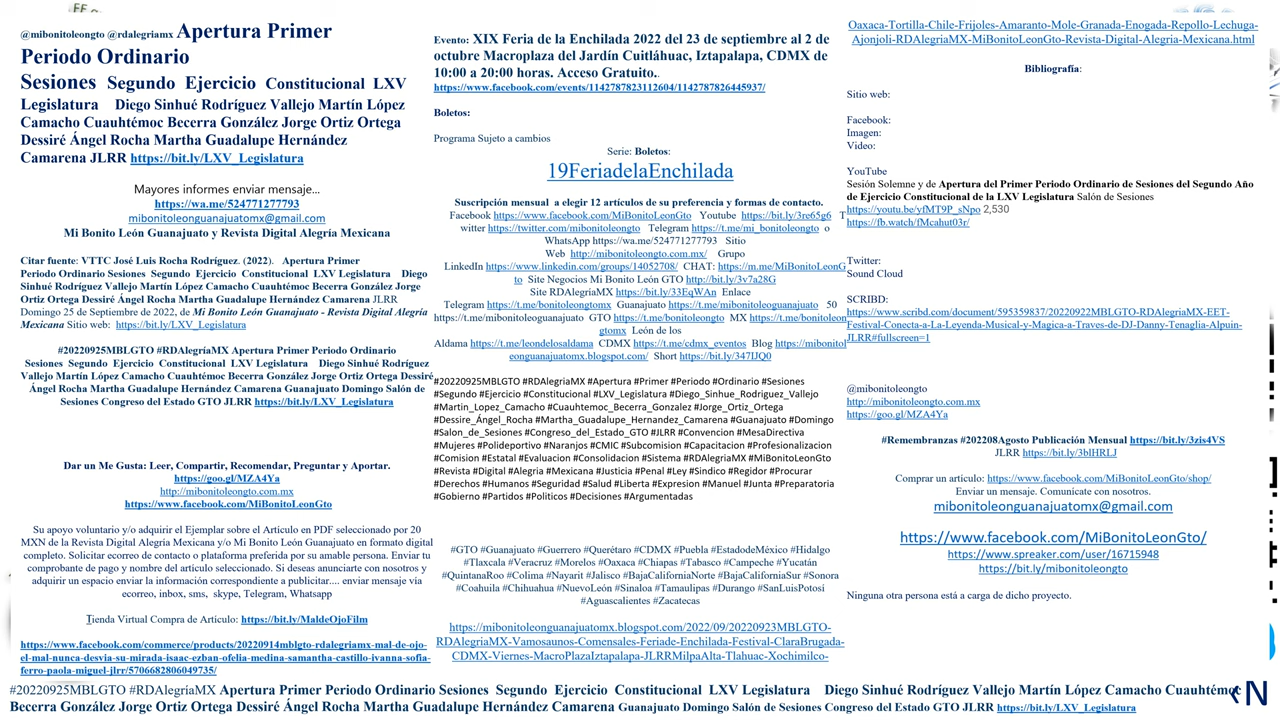 @mibonitoleongto @rdalegriamx Apertura Primer
Periodo Ordinario
Sesiones Segundo Ejercicio Constitucional LXV
Legislatura Diego Sinhué Rodríguez Vallejo Martín López
Camacho Cuauhtémoc Becerra González Jorge Ortiz Ortega
Dessiré Ángel Rocha Martha Guadalupe Hernández
Camarena JLRR https://bit.ly/LXV_Legislatura
Mayores informes enviar mensaje...
https://wa.me/524771277793
mibonitoleonguanajuatomx@gmail.com
Mi Bonito León Guanajuato y Revista Digital Alegría Mexicana
Citar fuente: VTTC José Luis Rocha Rodríguez. (2022). Apertura Primer
Periodo Ordinario Sesiones Segundo Ejercicio Constitucional LXV Legislatura Diego
Sinhué Rodríguez Vallejo Martín López Camacho Cuauhtémoc Becerra González Jorge
Ortiz Ortega Dessiré Ángel Rocha Martha Guadalupe Hernández Camarena JLRR
Domingo 25 de Septiembre de 2022, de Mi Bonito León Guanajuato - Revista Digital Alegría
Mexicana Sitio web: https://bit.ly/LXV_Legislatura
#20220925MBLGTO #RDAlegríaMX Apertura Primer Periodo Ordinario
Sesiones Segundo Ejercicio Constitucional LXV Legislatura Diego Sinhué Rodríguez
Vallejo Martín López Camacho Cuauhtémoc Becerra González Jorge Ortiz Ortega Dessiré
Ángel Rocha Martha Guadalupe Hernández Camarena Guanajuato Domingo Salón de
Sesiones Congreso del Estado GTO JLRR https://bit.ly/LXV_Legislatura
Dar un Me Gusta: Leer, Compartir, Recomendar, Preguntar y Aportar.
https://goo.gl/MZA4Ya
http://mibonitoleongto.com.mx
https://www.facebook.com/MiBonitoLeonGto
Su apoyo voluntario y/o adquirir el Ejemplar sobre el Artículo en PDF seleccionado por 20
MXN de la Revista Digital Alegría Mexicana y/o Mi Bonito León Guanajuato en formato digital
completo. Solicitar ecorreo de contacto o plataforma preferida por su amable persona. Enviar tu
comprobante de pago y nombre del artículo seleccionado. Si deseas anunciarte con nosotros y
adquirir un espacio enviar la información correspondiente a publicitar.... enviar mensaje vía
ecorreo, inbox, sms, skype, Telegram, Whatsapp
Tienda Virtual Compra de Artículo: https://bit.ly/MaldeOjoFilm
https://www.facebook.com/commerce/products/20220914mblgto-rdalegriamx-mal-de-ojo-
el-mal-nunca-desvia-su-mirada-isaac-ezban-ofelia-medina-samantha-castillo-ivanna-sofia-
ferro-paola-miguel-jlrr/5706682806049735/
Evento: XIX Feria de la Enchilada 2022 del 23 de septiembre al 2 de
octubre Macroplaza del Jardín Cuitláhuac, Iztapalapa, CDMX de
10:00 a 20:00 horas. Acceso Gratuito..
https://www.facebook.com/events/1142787823112604/1142787826445937/
Boletos:
Programa Sujeto a cambios
Serie: Boletos:
19FeriadelaEnchilada
Suscripción mensual a elegir 12 artículos de su preferencia y formas de contacto.
Facebook https://www.facebook.com/MiBonitoLeonGto Youtube https://bit.ly/3re65g6 T
witter https://twitter.com/mibonitoleongto Telegram https://t.me/mi_bonitoleongto o
WhatsApp https://wa.me/524771277793 Sitio
Web http://mibonitoleongto.com.mx/ Grupo
LinkedIn https://www.linkedin.com/groups/14052708/ CHAT: https://m.me/MiBonitoLeonG
to Site Negocios Mi Bonito León GTO http://bit.ly/3v7a28G
Site RDAlegríaMX https://bit.ly/33EqWAn Enlace
Telegram https://t.me/bonitoleongtomx Guanajuato https://t.me/mibonitoleoguanajuato 50
https://t.me/mibonitoleoguanajuato GTO https://t.me/bonitoleongto MX https://t.me/bonitoleon
gtomx León de los
Aldama https://t.me/leondelosaldama CDMX https://t.me/cdmx_eventos Blog https://mibonitol
eonguanajuatomx.blogspot.com/ Short https://bit.ly/347IJQ0
#20220925MBLGTO #RDAlegriaMX #Apertura #Primer #Periodo #Ordinario #Sesiones
#Segundo #Ejercicio #Constitucional #LXV_Legislatura #Diego_Sinhue_Rodriguez_Vallejo
#Martin_Lopez_Camacho #Cuauhtemoc_Becerra_Gonzalez #Jorge_Ortiz_Ortega
#Dessire_Ángel_Rocha #Martha_Guadalupe_Hernandez_Camarena #Guanajuato #Domingo
#Salon_de_Sesiones #Congreso_del_Estado_GTO #JLRR #Convencion #MesaDirectiva
#Mujeres #Polideportivo #Naranjos #CMIC #Subcomision #Capacitacion #Profesionalizacion
#Comision #Estatal #Evaluacion #Consolidacion #Sistema #RDAlegriaMX #MiBonitoLeonGto
#Revista #Digital #Alegria #Mexicana #Justicia #Penal #Ley #Sindico #Regidor #Procurar
#Derechos #Humanos #Seguridad #Salud #Liberta #Expresion #Manuel #Junta #Preparatoria
#Gobierno #Partidos #Politicos #Decisiones #Argumentadas
#GTO #Guanajuato #Guerrero #Querétaro #CDMX #Puebla #EstadodeMéxico #Hidalgo
#Tlaxcala #Veracruz #Morelos #Oaxaca #Chiapas #Tabasco #Campeche #Yucatán
#QuintanaRoo #Colima #Nayarit #Jalisco #BajaCaliforniaNorte #BajaCaliforniaSur #Sonora
#Coahuila #Chihuahua #NuevoLeón #Sinaloa #Tamaulipas #Durango #SanLuisPotosí
#Aguascalientes #Zacatecas
https://mibonitoleonguanajuatomx.blogspot.com/2022/09/20220923MBLGTO-
RDAlegriaMX-Vamosaunos-Comensales-Feriade-Enchilada-Festival-ClaraBrugada-
CDMX-Viernes-MacroPlazaIztapalapa-JLRRMilpaAlta-Tlahuac-Xochimilco-
Oaxaca-Tortilla-Chile-Frijoles-Amaranto-Mole-Granada-Enogada-Repollo-Lechuga-
Ajonjoli-RDAlegriaMX-MiBonitoLeonGto-Revista-Digital-Alegria-Mexicana.html
Bibliografía:
Sitio web:
Facebook:
Imagen:
Video:
YouTube
Sesión Solemne y de Apertura del Primer Periodo Ordinario de Sesiones del Segundo Año
de Ejercicio Constitucional de la LXV Legislatura Salón de Sesiones
https://youtu.be/yfMT9P_sNpo 2,530
https://fb.watch/fMcahut03r/
Twitter:
Sound Cloud
SCRIBD:
https://www.scribd.com/document/595359837/20220922MBLGTO-RDAlegriaMX-EET-
Festival-Conecta-a-La-Leyenda-Musical-y-Magica-a-Traves-de-DJ-Danny-Tenaglia-Alpuin-
JLRR#fullscreen=1
@mibonitoleongto
http://mibonitoleongto.com.mx
https://goo.gl/MZA4Ya
#Remembranzas #202208Agosto Publicación Mensual https://bit.ly/3zis4VS
JLRR https://bit.ly/3blHRLJ
Comprar un artículo: https://www.facebook.com/MiBonitoLeonGto/shop/
Enviar un mensaje. Comunícate con nosotros.
mibonitoleonguanajuatomx@gmail.com
https://www.facebook.com/MiBonitoLeonGto/
https://www.spreaker.com/user/16715948
https://bit.ly/mibonitoleongto
Ninguna otra persona está a carga de dicho proyecto.
#20220925MBLGTO #RDAlegríaMX Apertura Primer Periodo Ordinario Sesiones Segundo Ejercicio Constitucional LXV Legislatura Diego Sinhué Rodríguez Vallejo Martín López Camacho Cuauhtémoc
Becerra González Jorge Ortiz Ortega Dessiré Ángel Rocha Martha Guadalupe Hernández Camarena Guanajuato Domingo Salón de Sesiones Congreso del Estado GTO JLRR https://bit.ly/LXV_Legislatura